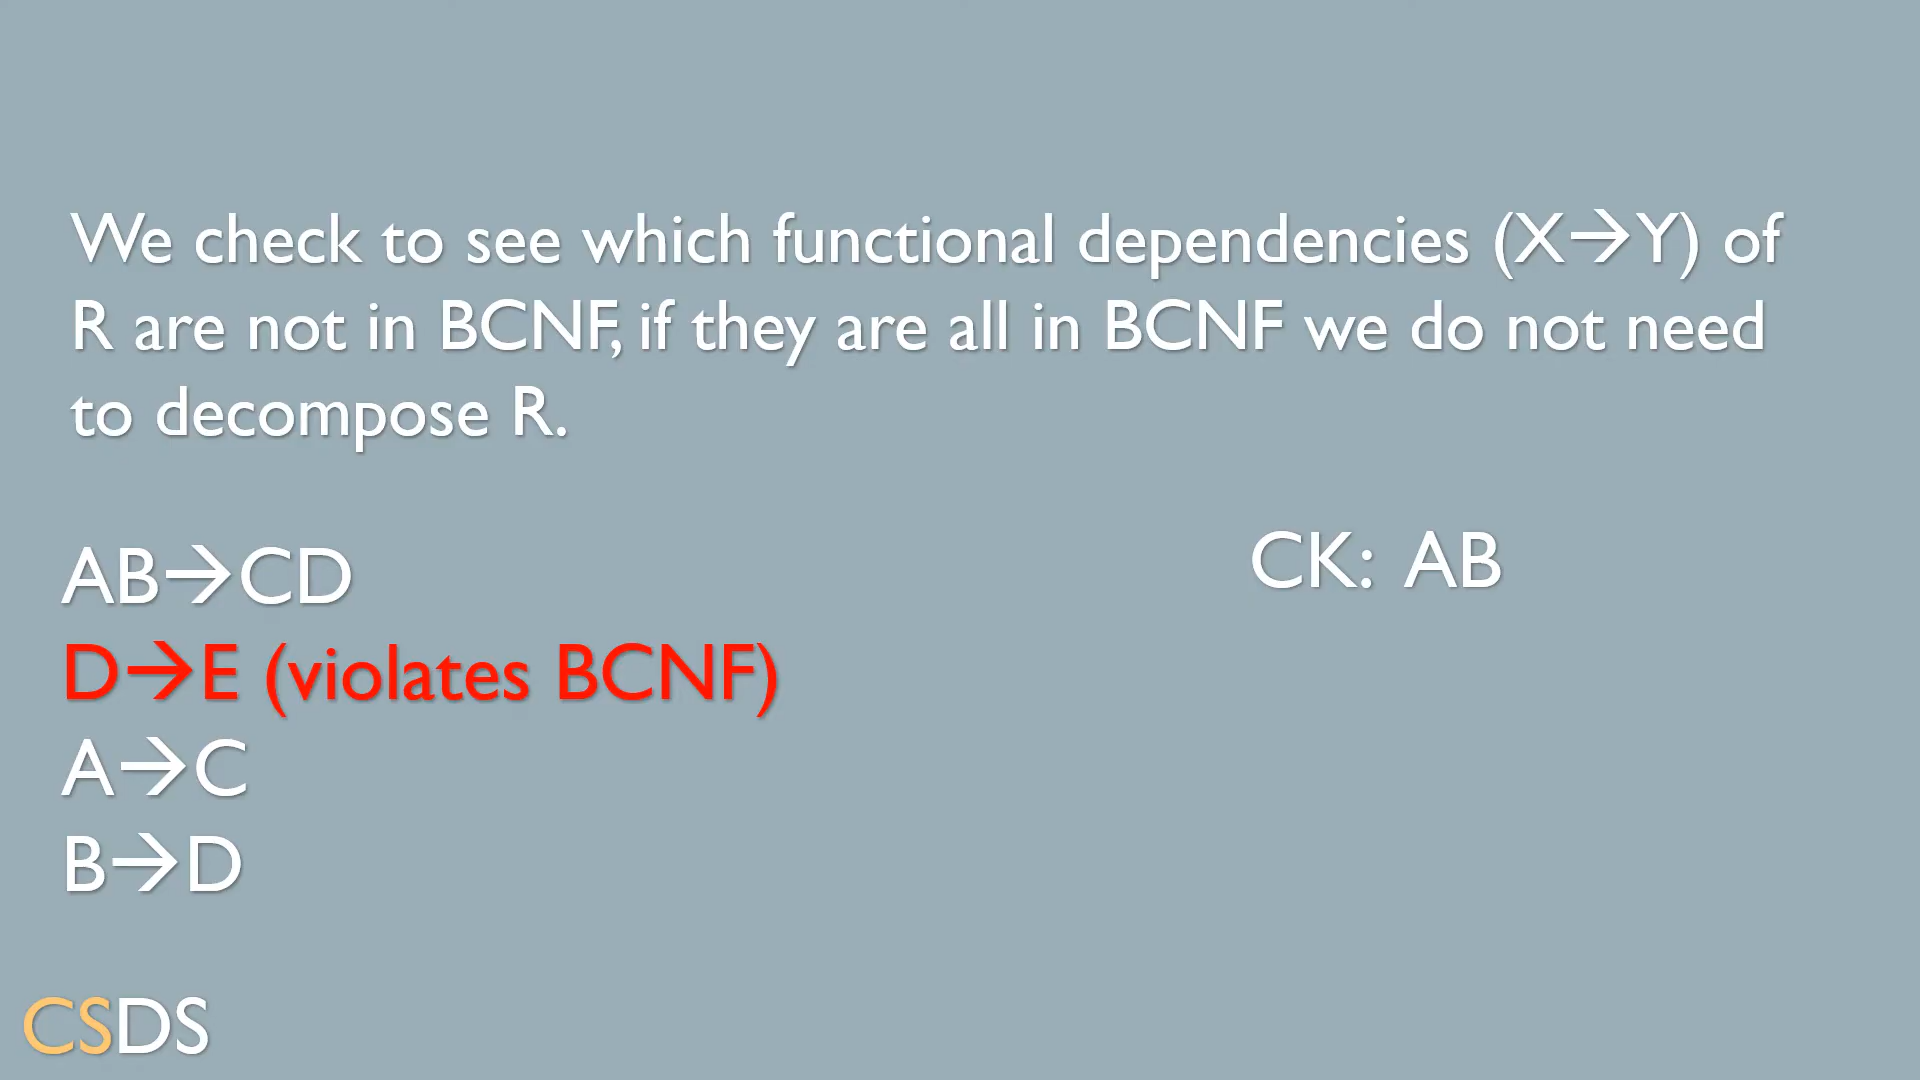 We check to see which functional dependencies (X→Y) of
R are not in BCNF, if they are all in BCNF we do not need
to decompose R.
AB→CD
CK: AB
D→E (violates BCNF)
A→C
B→D
CSDS